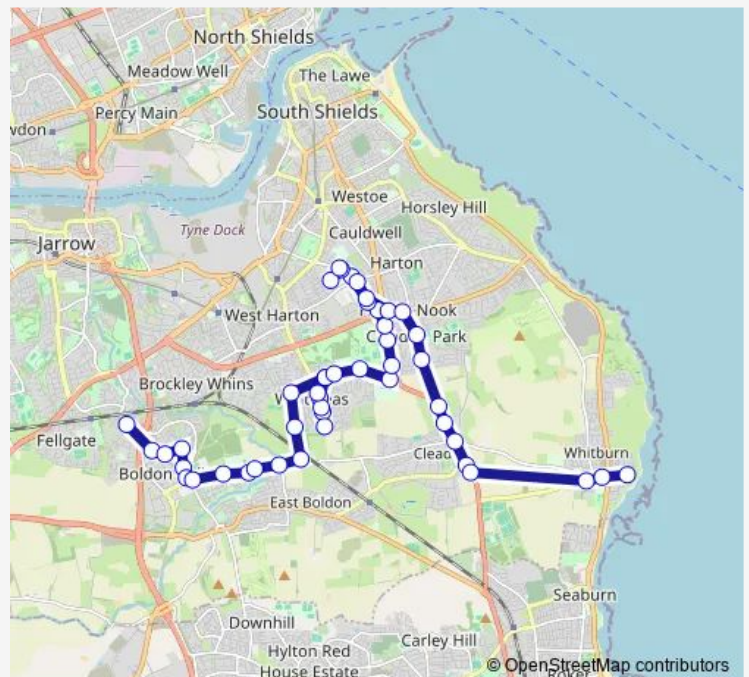 North Shields
Meadow Well
The Lawe
Percy Main
South Shields
wdon
Westoe
Horsley Hill
Tyne Dock
Cauldwell
Jarrow
Harton
West Harton
Nook
Park
Brockley Whins
Fellgate
Clead
Whitburn
Boldon
East Boldon
Seaburn
Downhill
Carley Hill
Hylton Red
House Estate
© OpenStreetMap contributors